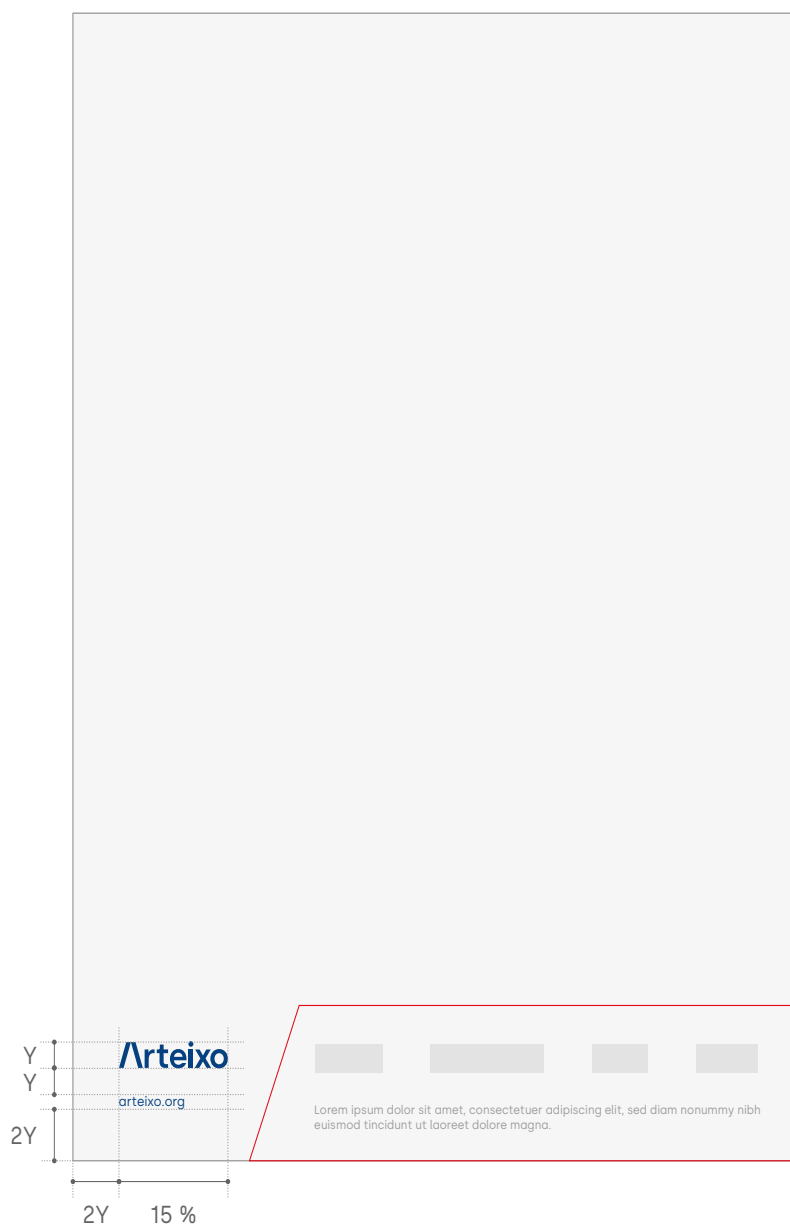 Y
Arteixo
Y
arteixo.org
2Y
Lorem ipsum dolor sit amet, consectetuer adipiscing elit, sed diam nonummy nibh
euismod tincidunt ut laoreet dolore magna.
2Y
15 %